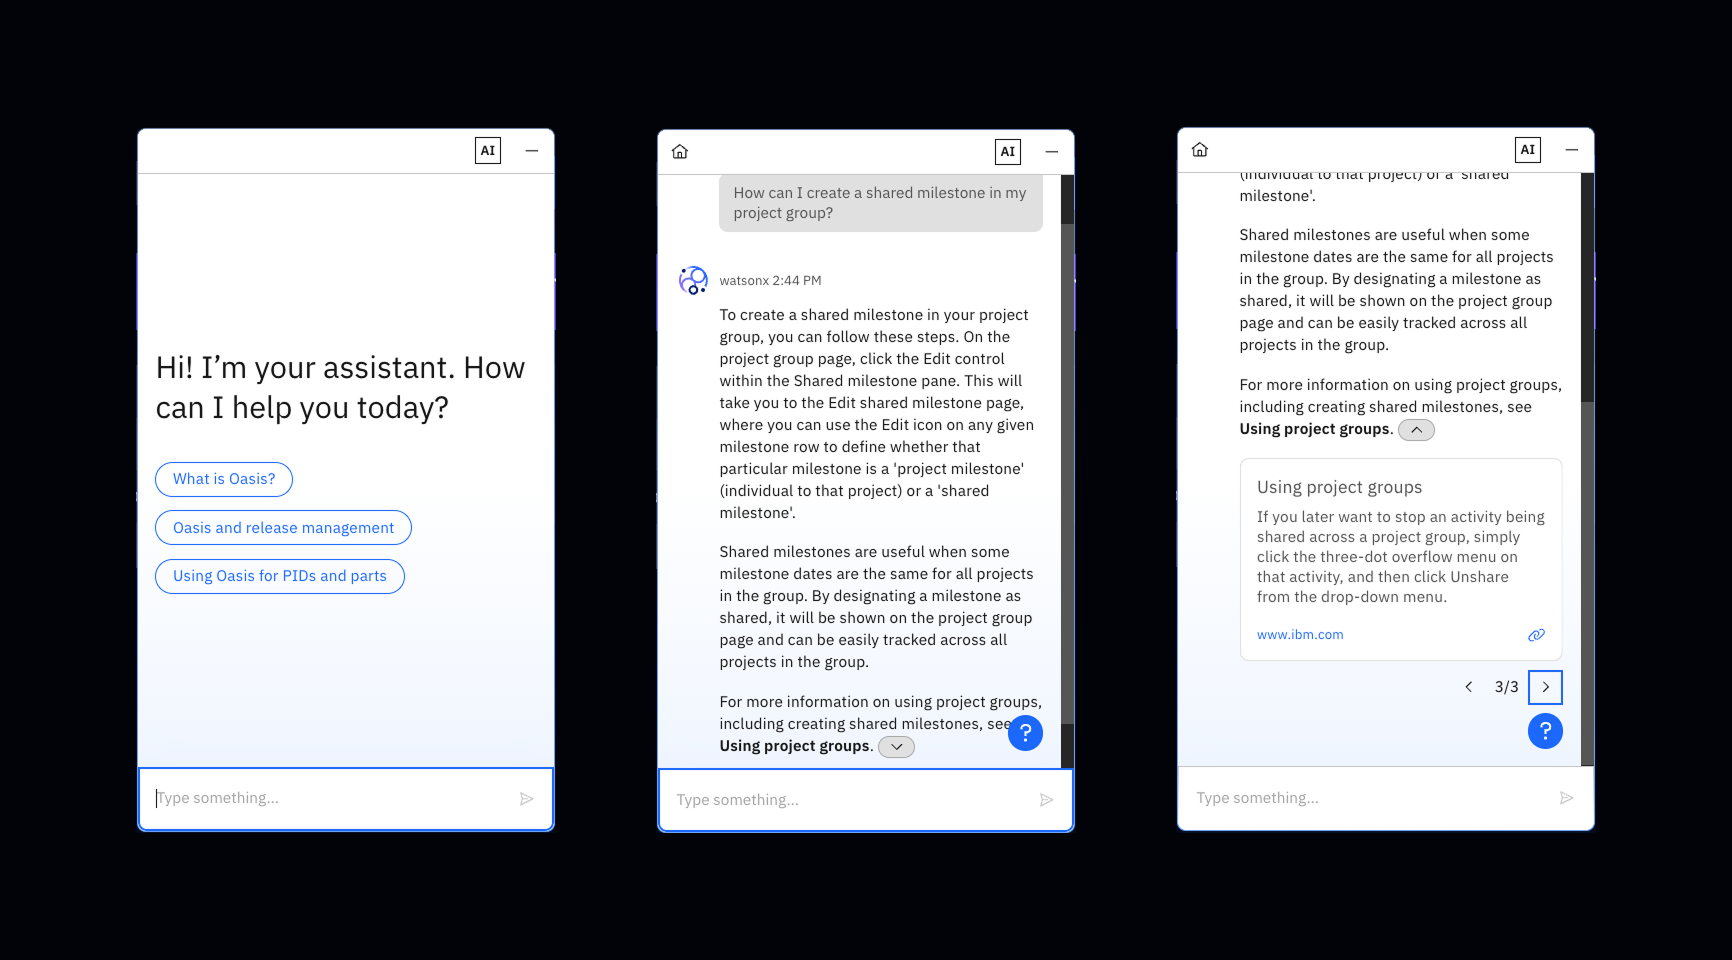 AI
Hi! I’m your assistant. How
can I help you today?
What is Oasis?
Oasis and release management
Using Oasis for PIDs and parts
Type something...
AI
How can I create a shared milestone in my
project group?
watsonx 2:44 PM
To create a shared milestone in your project
group, you can follow these steps. On the
project group page, click the Edit control
within the Shared milestone pane. This will
take you to the Edit shared milestone page,
where you can use the Edit icon on any given
milestone row to define whether that
particular milestone is a 'project milestone'
(individual to that project) or a 'shared
milestone'.
Shared milestones are useful when some
milestone dates are the same for all projects
in the group. By designating a milestone as
shared, it will be shown on the project group
page and can be easily tracked across all
projects in the group.
For more information on using project groups,
including creating shared milestones, see
Using project groups.
?
Type something...
AI
(individual to that project) or a 'shared
milestone'.
Shared milestones are useful when some
milestone dates are the same for all projects
in the group. By designating a milestone as
shared, it will be shown on the project group
page and can be easily tracked across all
projects in the group.
For more information on using project groups,
including creating shared milestones, see
Using project groups.
Using project groups
If you later want to stop an activity being
shared across a project group, simply
click the three-dot overflow menu on
that activity, and then click Unshare
from the drop-down menu.
www.ibm.com
3/3
?
Type something...